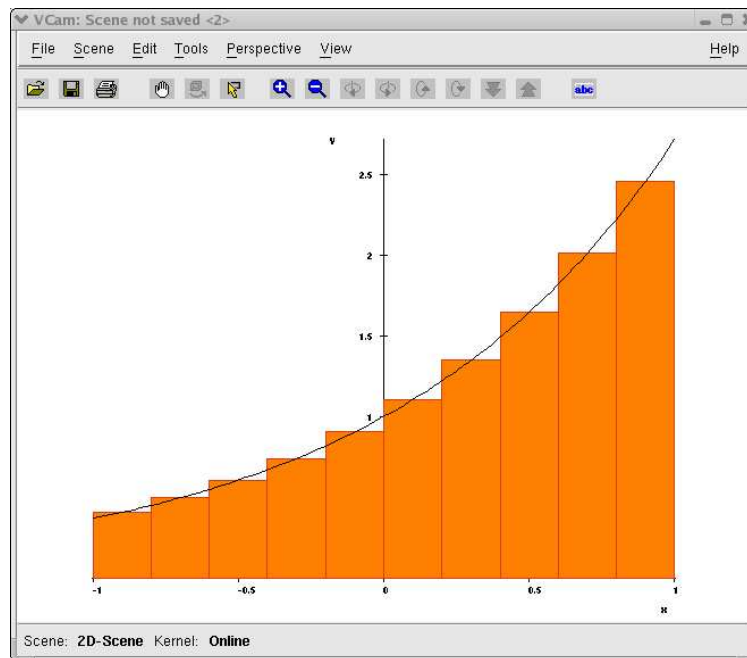 VCam: Scene not saved <2>
File Scene Edit Tools Perspective View Help
abc
y
2.5
2
1.5
1
-1 -0.5 0 0.5 1
x
Scene: 2D-Scene Kernel: Online